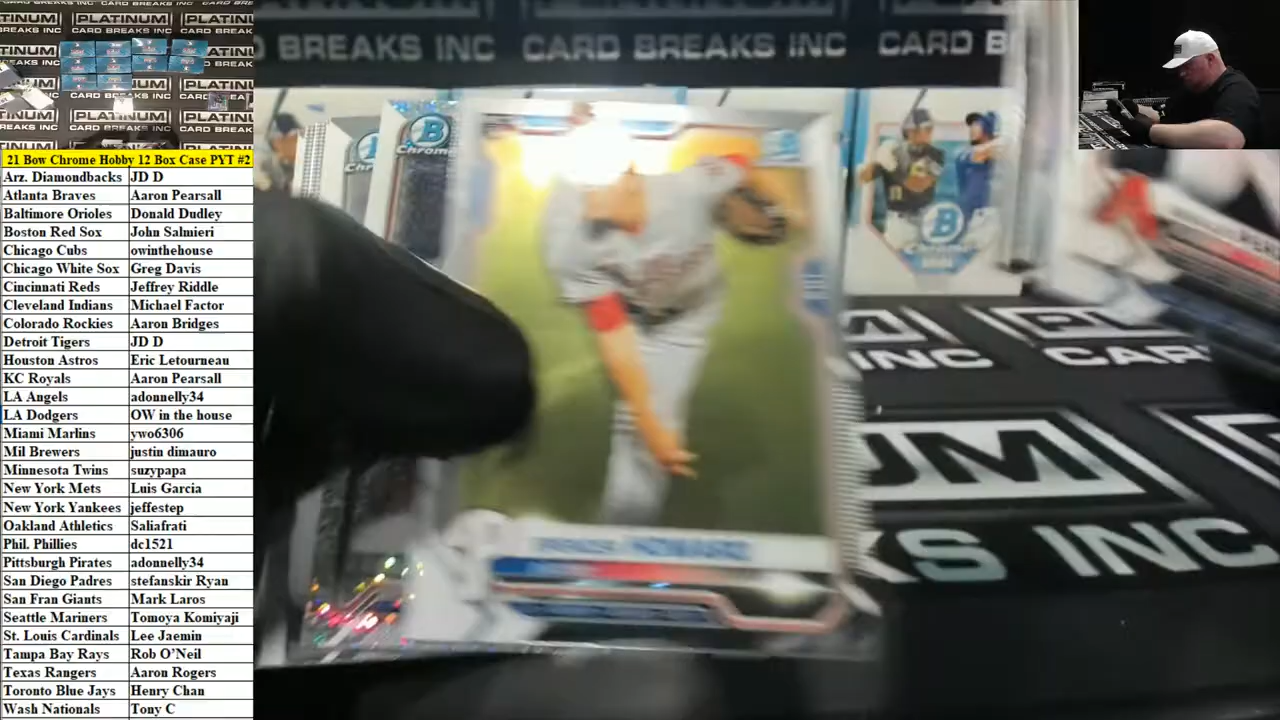 PLATINUM
CARD BREAKS INC
CARD BREAKS INC
CARD B
21 Bow Chrome Hobby 12 Box Case PYT #2
Arz. Diamondbacks JD D
Atlanta Braves Aaron Pearsall
Baltimore Orioles Donald Dudley
Boston Red Sox John Salmieri
Chicago Cubs owinthehouse
Chicago White Sox Greg Davis
Cincinnati Reds Jeffrey Riddle
Cleveland Indians Michael Factor
Colorado Rockies Aaron Bridges
Detroit Tigers JD D
Houston Astros Eric Letourneau
KC Royals Aaron Pearsall
LA Angels adonnelly34
LA Dodgers OW in the house
Miami Marlins ywo6306
Mil Brewers justin dimauro
Minnesota Twins suzypapa
New York Mets Luis Garcia
New York Yankees jeffestep
Oakland Athletics Saliafrati
Phil. Phillies dc1521
Pittsburgh Pirates adonnelly34
San Diego Padres stefanskir Ryan
San Fran Giants Mark Laros
Seattle Mariners Tomoya Komiyaji
St. Louis Cardinals Lee Jaemin
Tampa Bay Rays Rob O’Neil
Texas Rangers Aaron Rogers
Toronto Blue Jays Henry Chan
Wash Nationals Tony C
B
Chrome
B
Chrome
HOWARD
INC
CAR
UM
KS INC